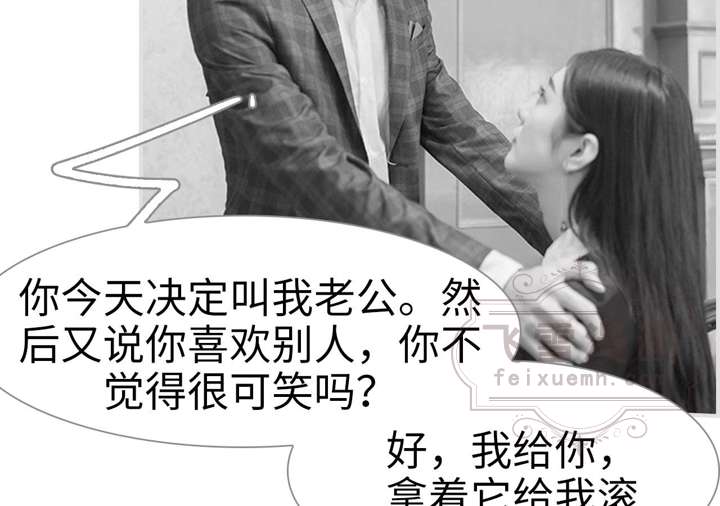 你今天决定叫我老公。然
后又说你喜欢别人，你不
觉得很可笑吗？
feixuemh.com
好，我给你，
拿着它给我滚